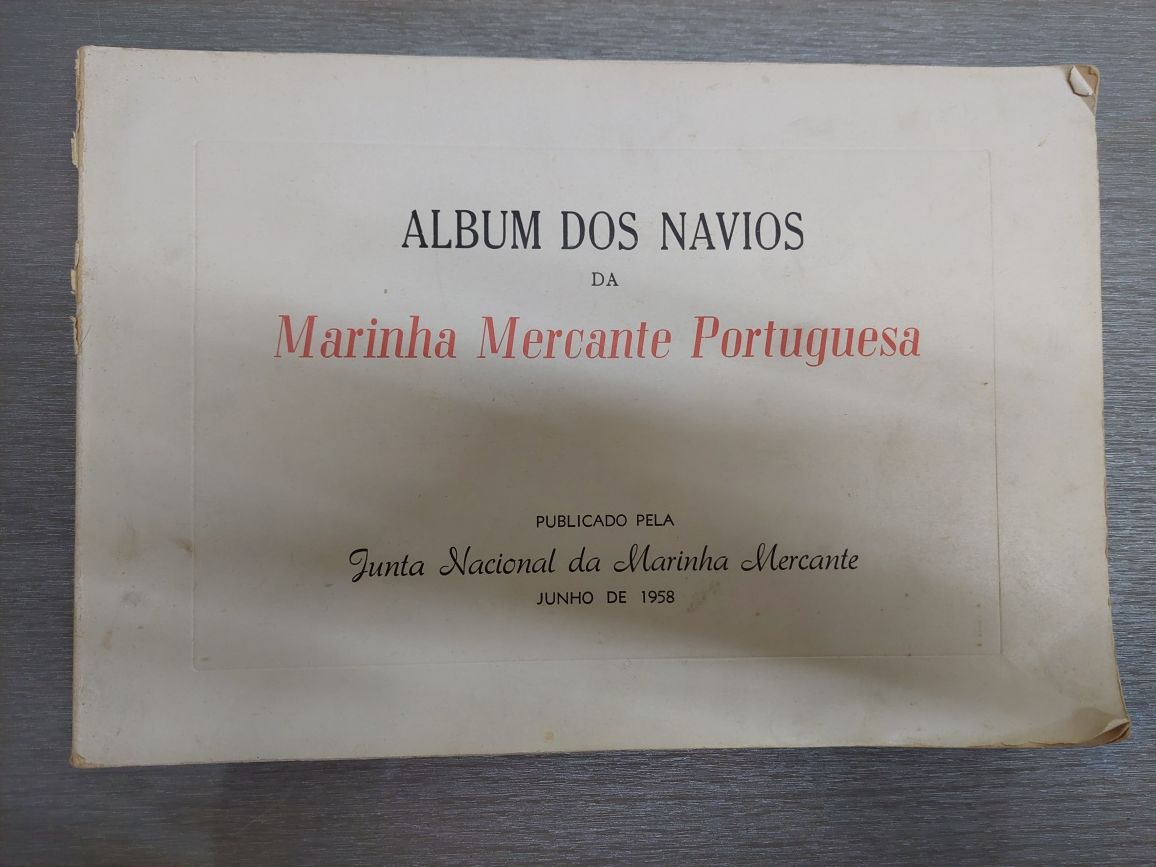 ALBUM DOS NAVIOS
DA
Marinha Mercante Portuguesa
PUBLICADO PELA
Junta Nacional da Marinha Mercante
JUNHO DE 1958